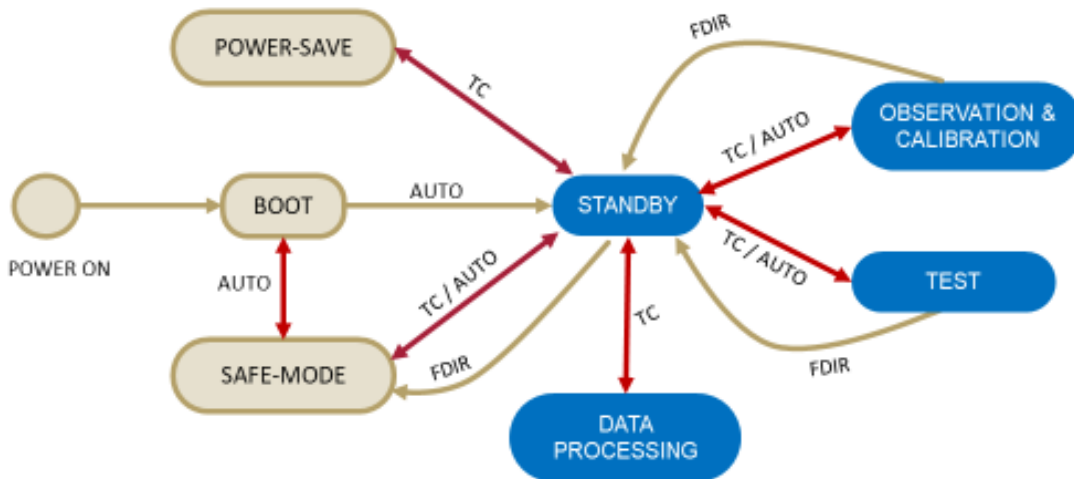 FDIR
POWER-SAVE
TC
OBSERVATION &
CALIBRATION
TC / AUTO
AUTO
BOOT
STANDBY
POWER ON
AUTO
TC / AUTO
TC / AUTO
TEST
TC
SAFE-MODE
FDIR
FDIR
DATA
PROCESSING